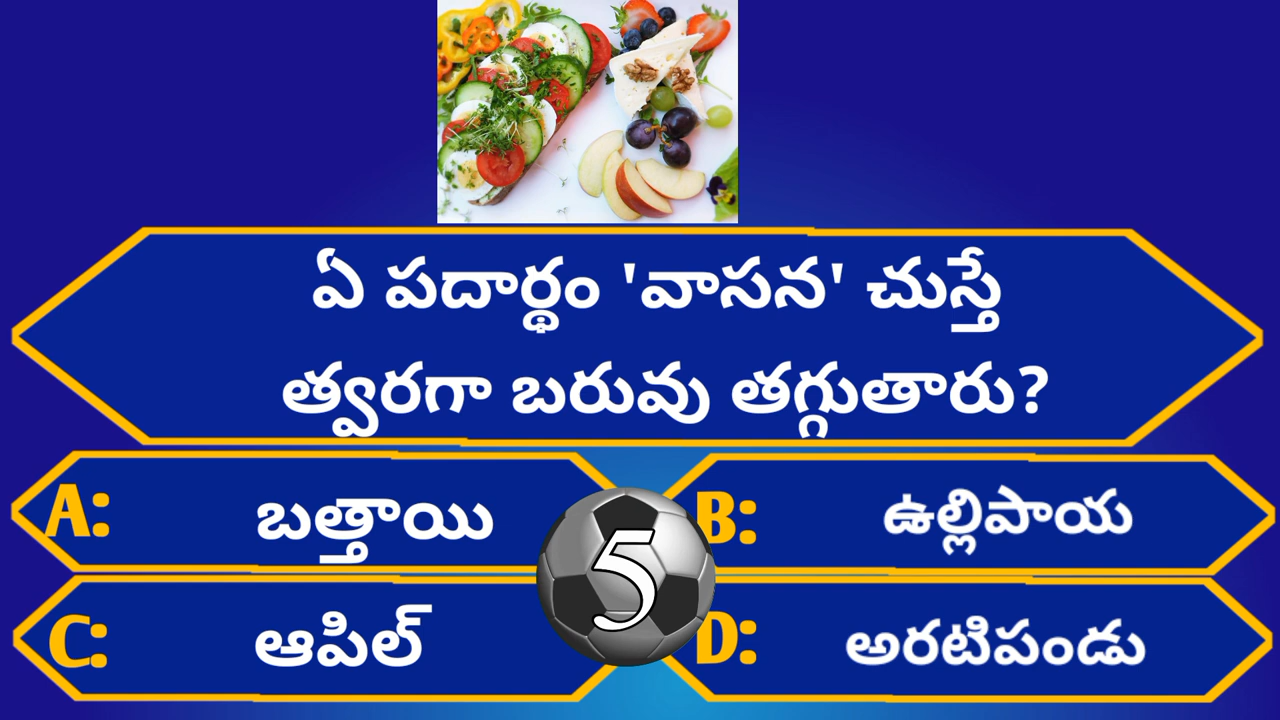 ఏ పదార్థం 'వాసన' చుస్తే
త్వరగా బరువు తగ్గుతారు?
A: బత్తాయి
B: ఉల్లిపాయ
5
C: ఆపిల్
D: అరటిపండు